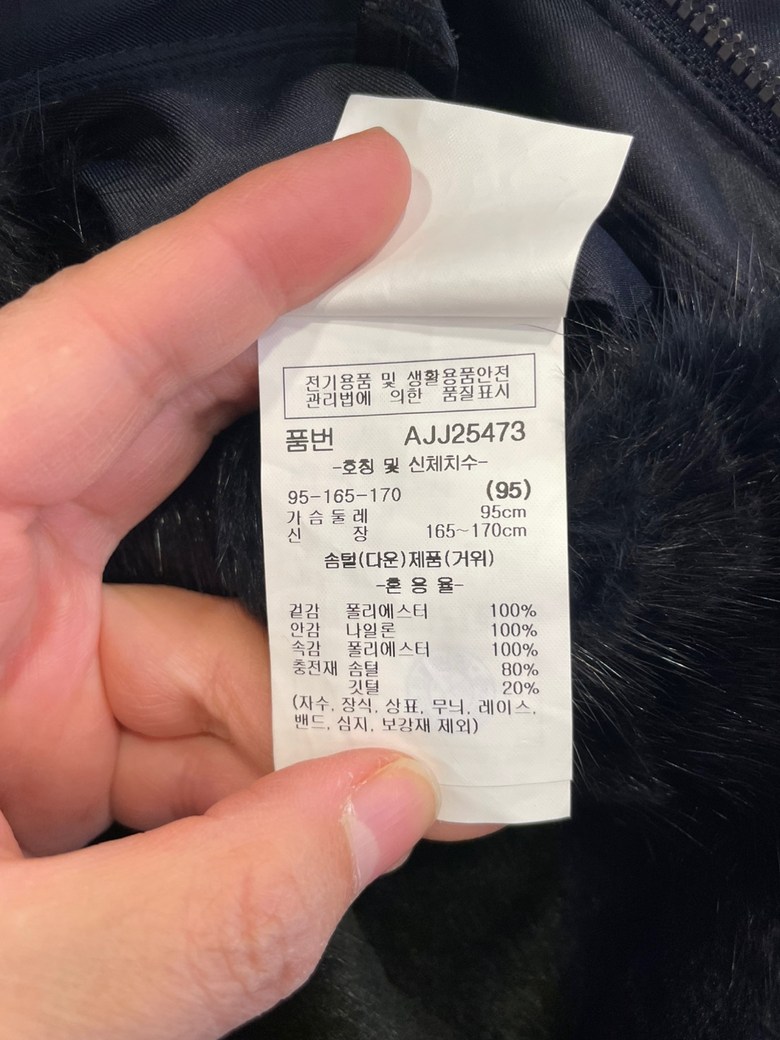 전기용품 및 생활용품안전
관리법에 의한 품질표시
품번 AJJ25473
-호칭 및 신체치수-
95-165-170 (95)
가슴둘레 95cm
신 장 165~170cm
솜털(다운)제품(거위)
-혼용율-
겉감 폴리에스터 100%
안감 나일론 100%
속감 폴리에스터 100%
충전재 솜털 80%
깃털 20%
(자수, 장식, 상표, 무늬, 레이스,
밴드, 심지, 보강재 제외)